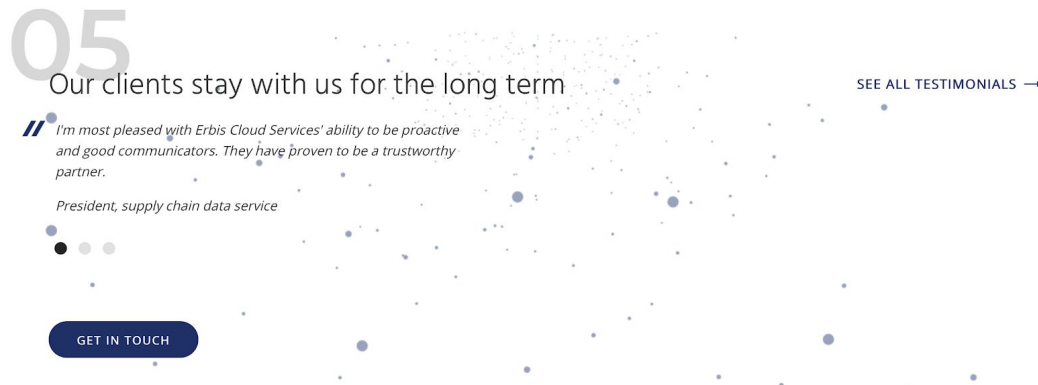 05
Our clients stay with us for the long term
SEE ALL TESTIMONIALS
I'm most pleased with Erbis Cloud Services' ability to be proactive
and good communicators. They have proven to be a trustworthy
partner.
President, supply chain data service
GET IN TOUCH